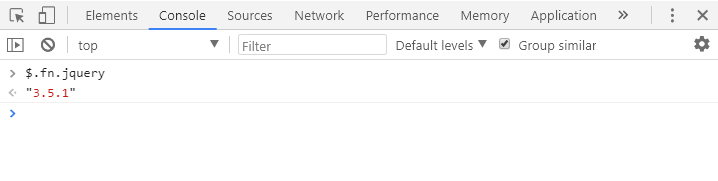 Elements Console Sources Network Performance Memory Application »
top Filter Default levels Group similar
> $.fn.jquery
< "3.5.1"
>